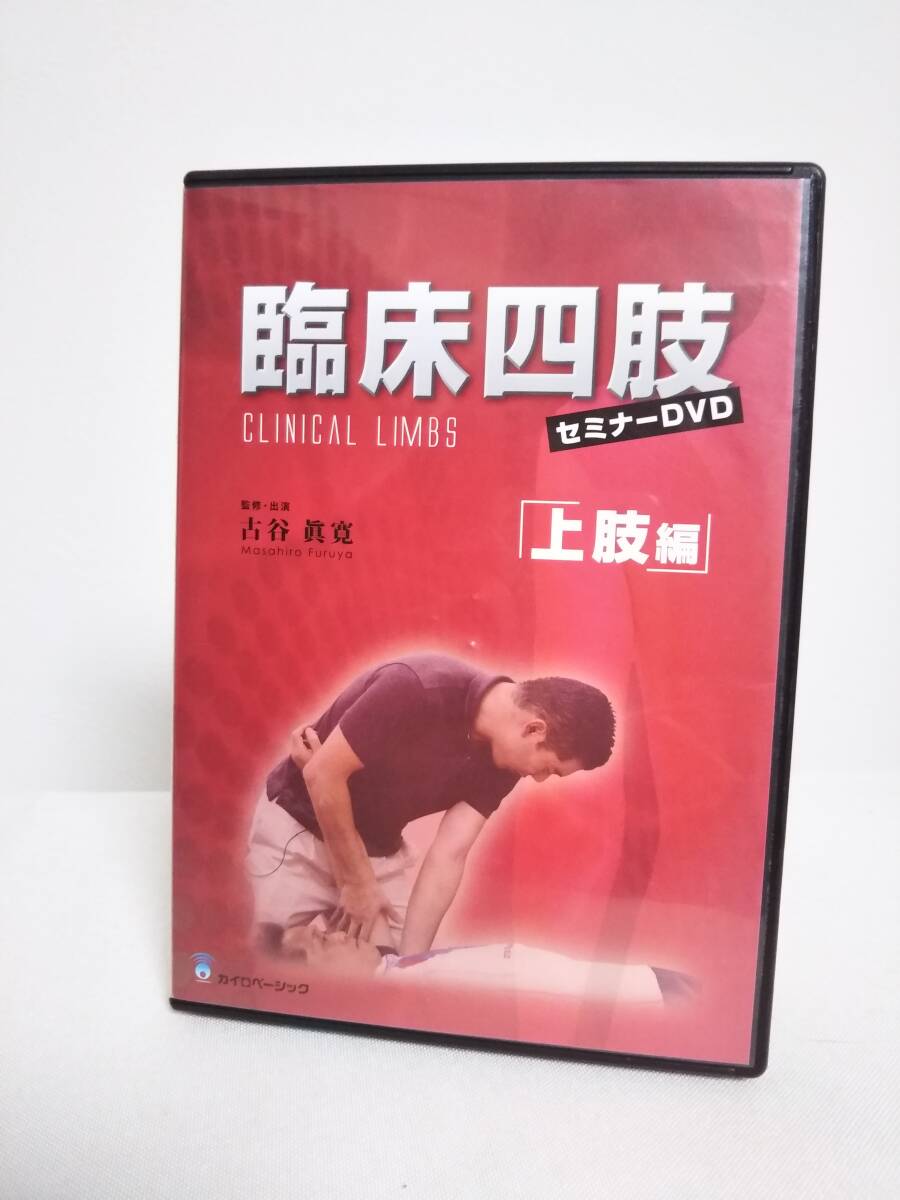 臨床四肢
CLINICAL LIMBS
セミナーDVD
監修・出演
古谷 眞寛
Masahiro Furuya
「上肢編」
カイロベーシック